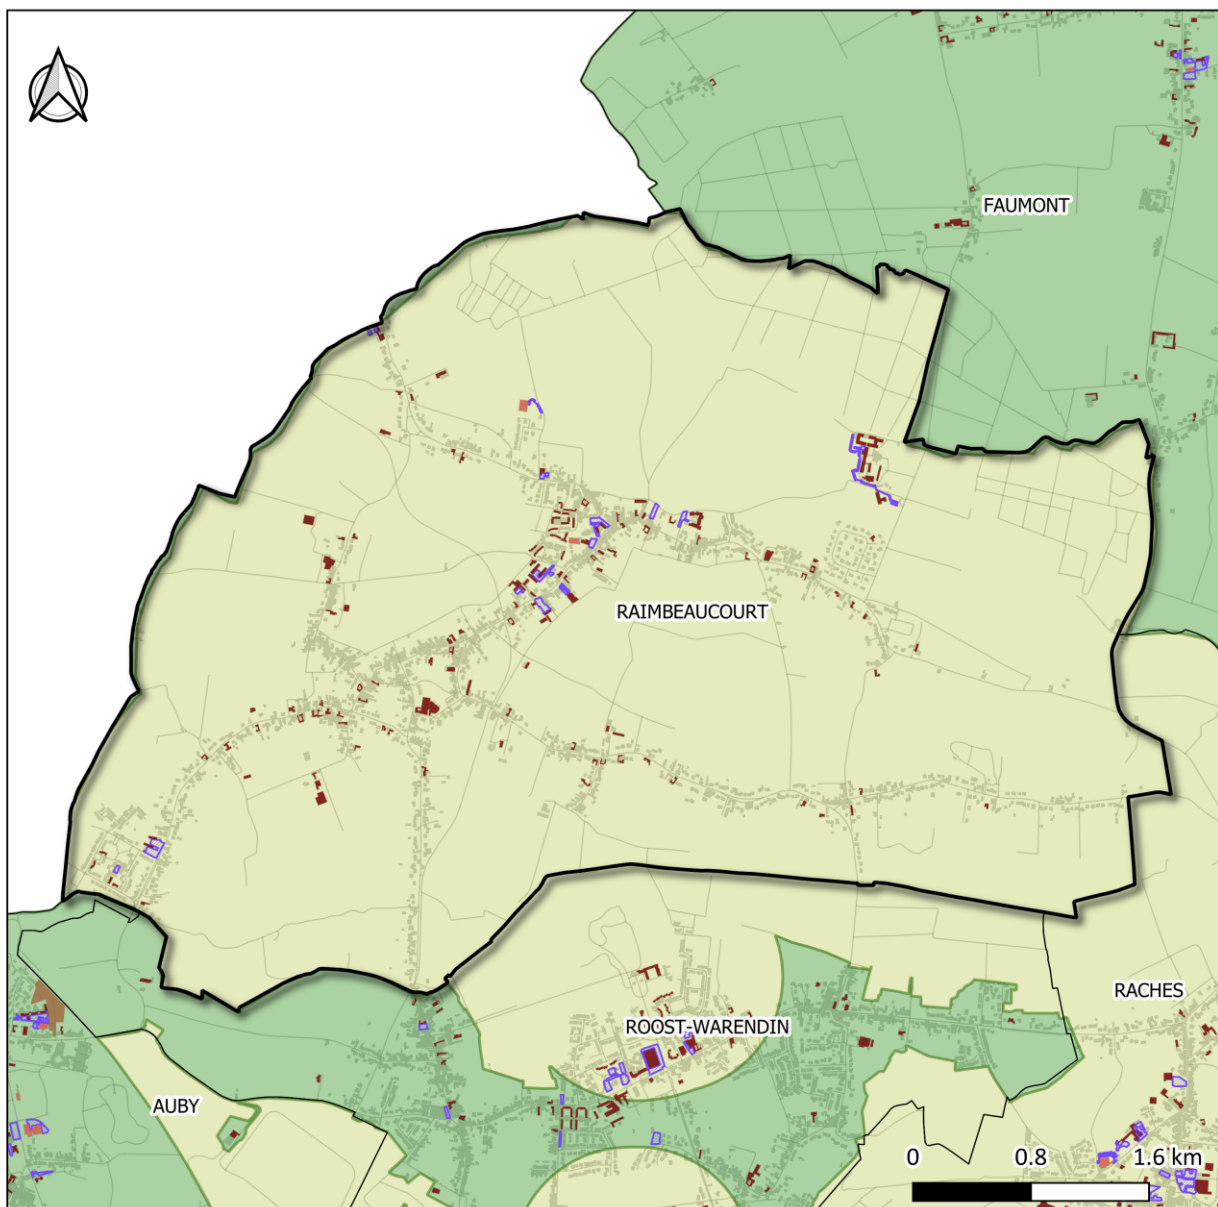 FAUMONT
RAIMBEAUCOURT
RACHES
ROOST-WARENDIN
AUBY
0 0.8 1.6 km